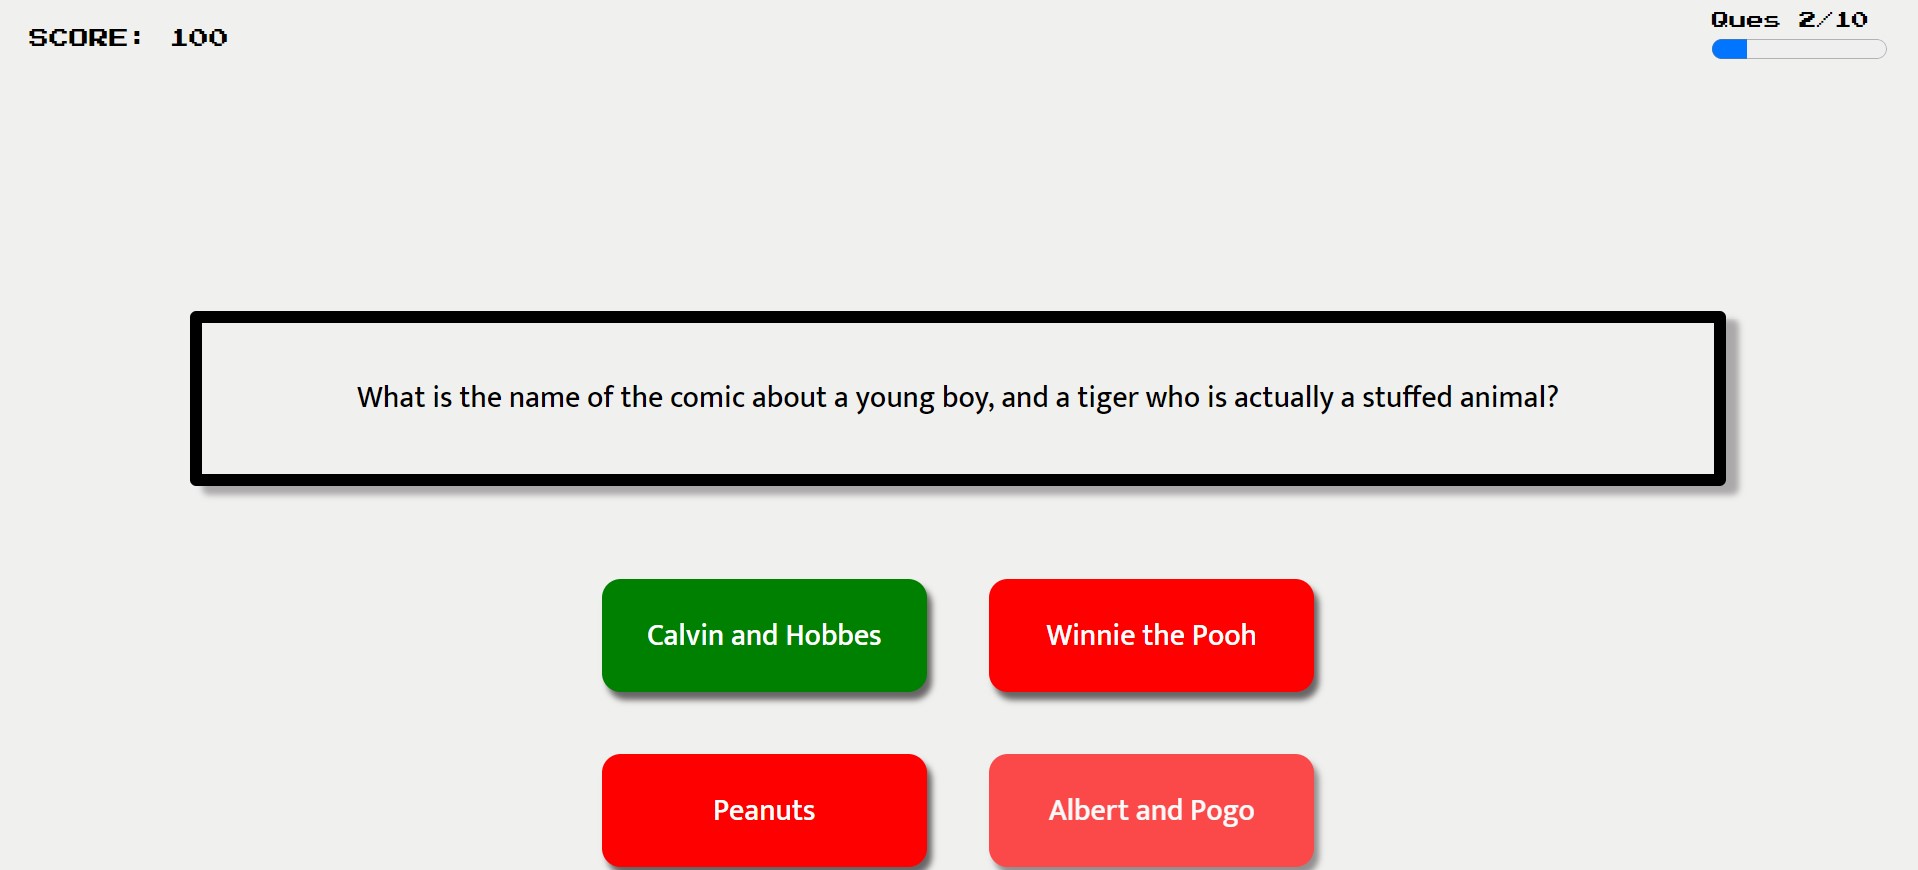 SCORE: 100
Ques 2/10
What is the name of the comic about a young boy, and a tiger who is actually a stuffed animal?
Calvin and Hobbes
Winnie the Pooh
Peanuts
Albert and Pogo